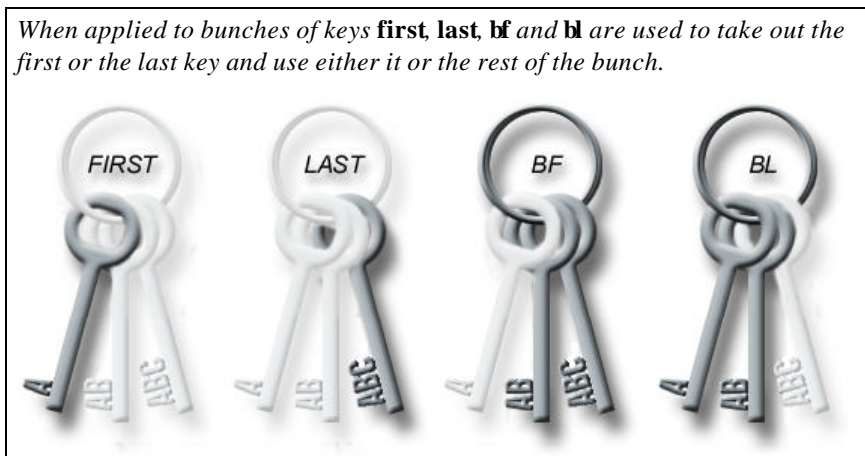 When applied to bunches of keys first, last, bf and bl are used to take out the
first or the last key and use either it or the rest of the bunch.
FIRST LAST BF BL
A AB ABC A AB ABC A AB ABC A AB ABC